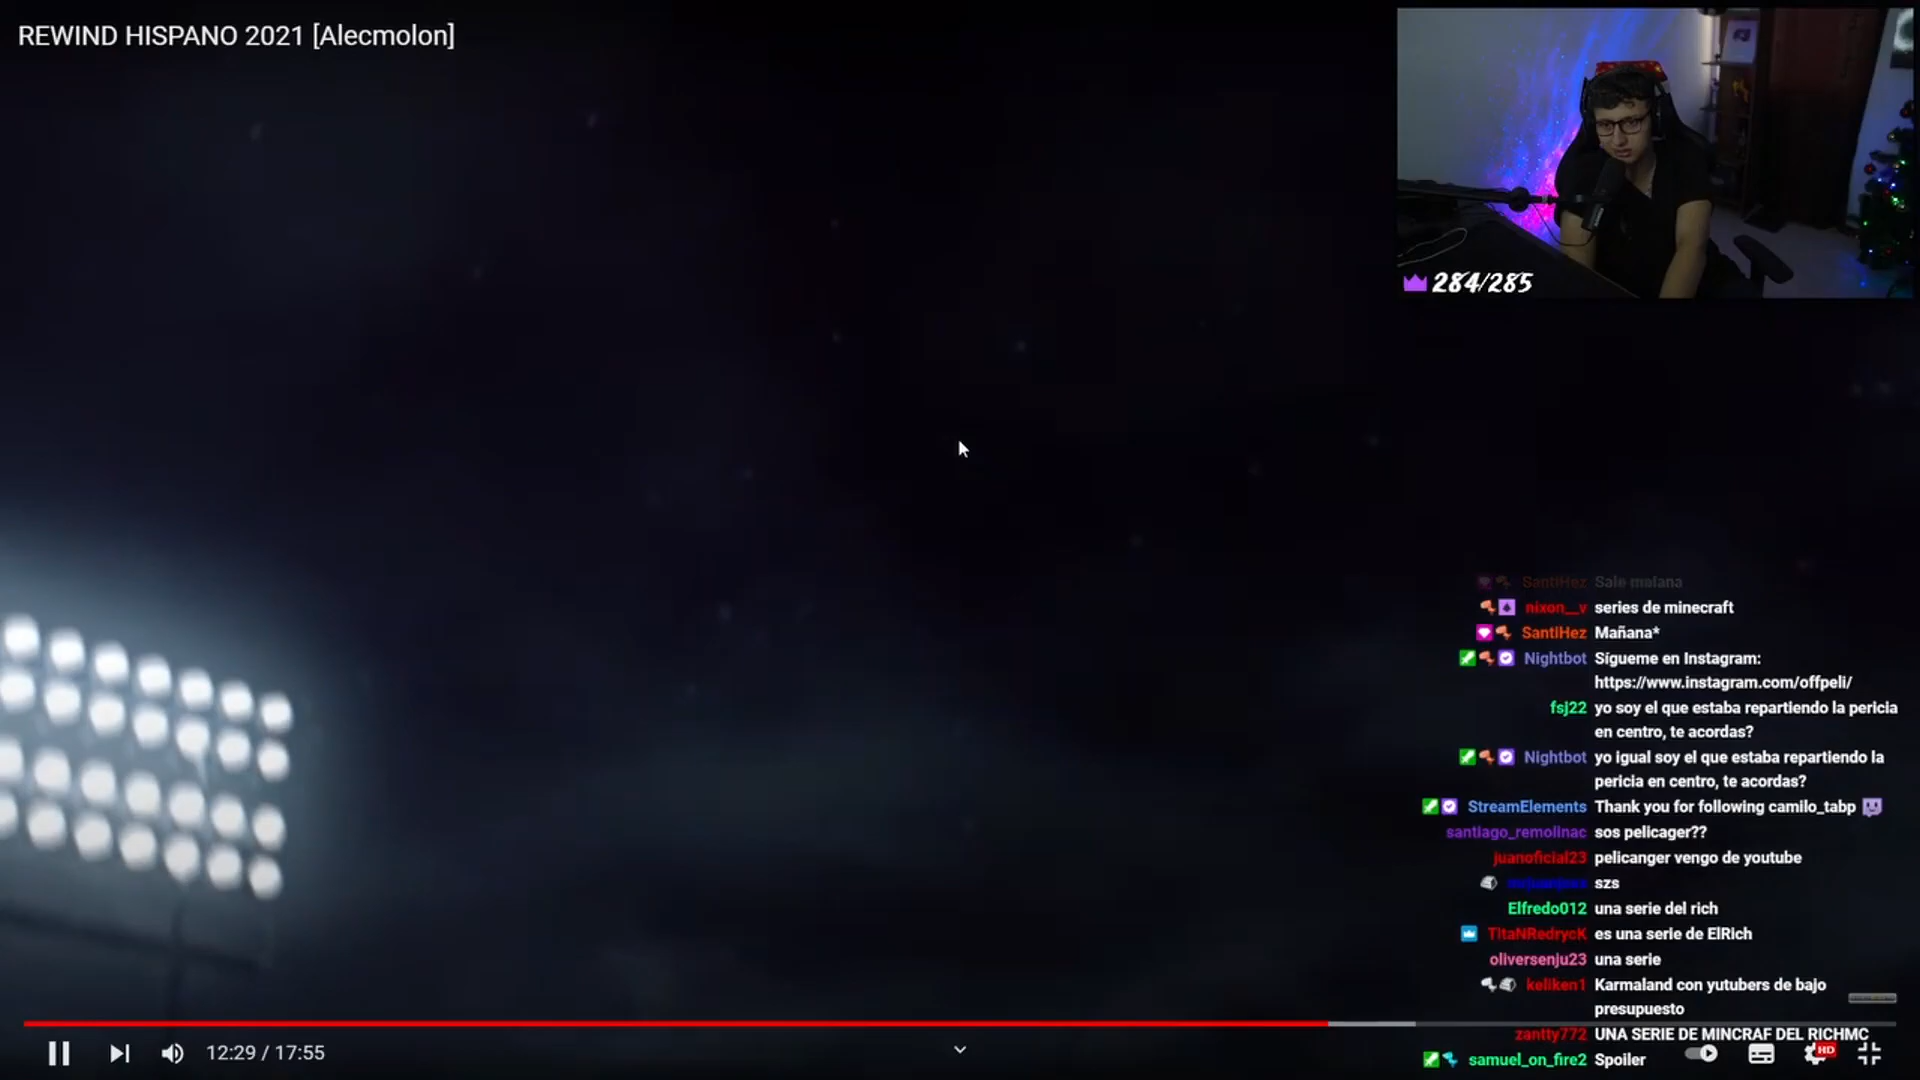 REWIND HISPANO 2021 [Alecmolon]
284/285
SantiHez Sale malana
nixon__v series de minecraft
SantiHez Mañana*
Nightbot Sígueme en Instagram:
https://www.instagram.com/offpeli/
fsj22 yo soy el que estaba repartiendo la pericia
en centro, te acordas?
Nightbot yo igual soy el que estaba repartiendo la
pericia en centro, te acordas?
StreamElements Thank you for following camilo_tabp
santiago_remolinac sos pelicager??
juanoficial23 pelicanger vengo de youtube
szs
Elfredo012 una serie del rich
TitaNRedrycK es una serie de ElRich
oliversenju23 una serie
keliken1 Karmaland con yutubers de bajo
presupuesto
zantty772 UNA SERIE DE MINCRAF DEL RICHMC
samuel_on_fire2 Spoiler
12:29 / 17:55
HD